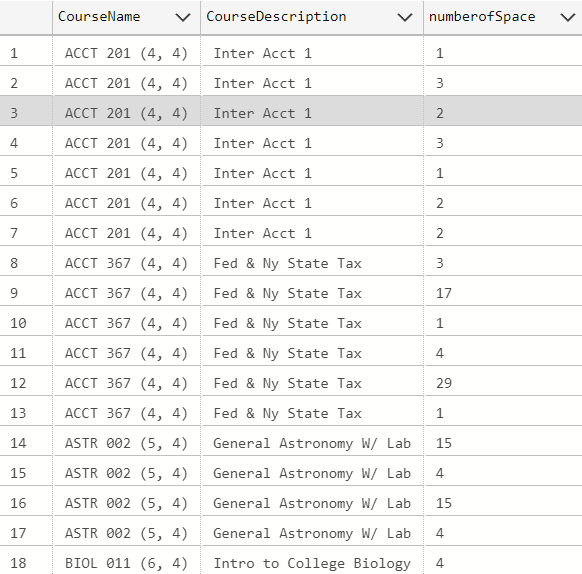 CourseName CourseDescription numberofSpace
1 ACCT 201 (4, 4) Inter Acct 1 1
2 ACCT 201 (4, 4) Inter Acct 1 3
3 ACCT 201 (4, 4) Inter Acct 1 2
4 ACCT 201 (4, 4) Inter Acct 1 3
5 ACCT 201 (4, 4) Inter Acct 1 1
6 ACCT 201 (4, 4) Inter Acct 1 2
7 ACCT 201 (4, 4) Inter Acct 1 2
8 ACCT 367 (4, 4) Fed & Ny State Tax 3
9 ACCT 367 (4, 4) Fed & Ny State Tax 17
10 ACCT 367 (4, 4) Fed & Ny State Tax 1
11 ACCT 367 (4, 4) Fed & Ny State Tax 4
12 ACCT 367 (4, 4) Fed & Ny State Tax 29
13 ACCT 367 (4, 4) Fed & Ny State Tax 1
14 ASTR 002 (5, 4) General Astronomy W/ Lab 15
15 ASTR 002 (5, 4) General Astronomy W/ Lab 4
16 ASTR 002 (5, 4) General Astronomy W/ Lab 15
17 ASTR 002 (5, 4) General Astronomy W/ Lab 4
18 BIOL 011 (6, 4) Intro to College Biology 4